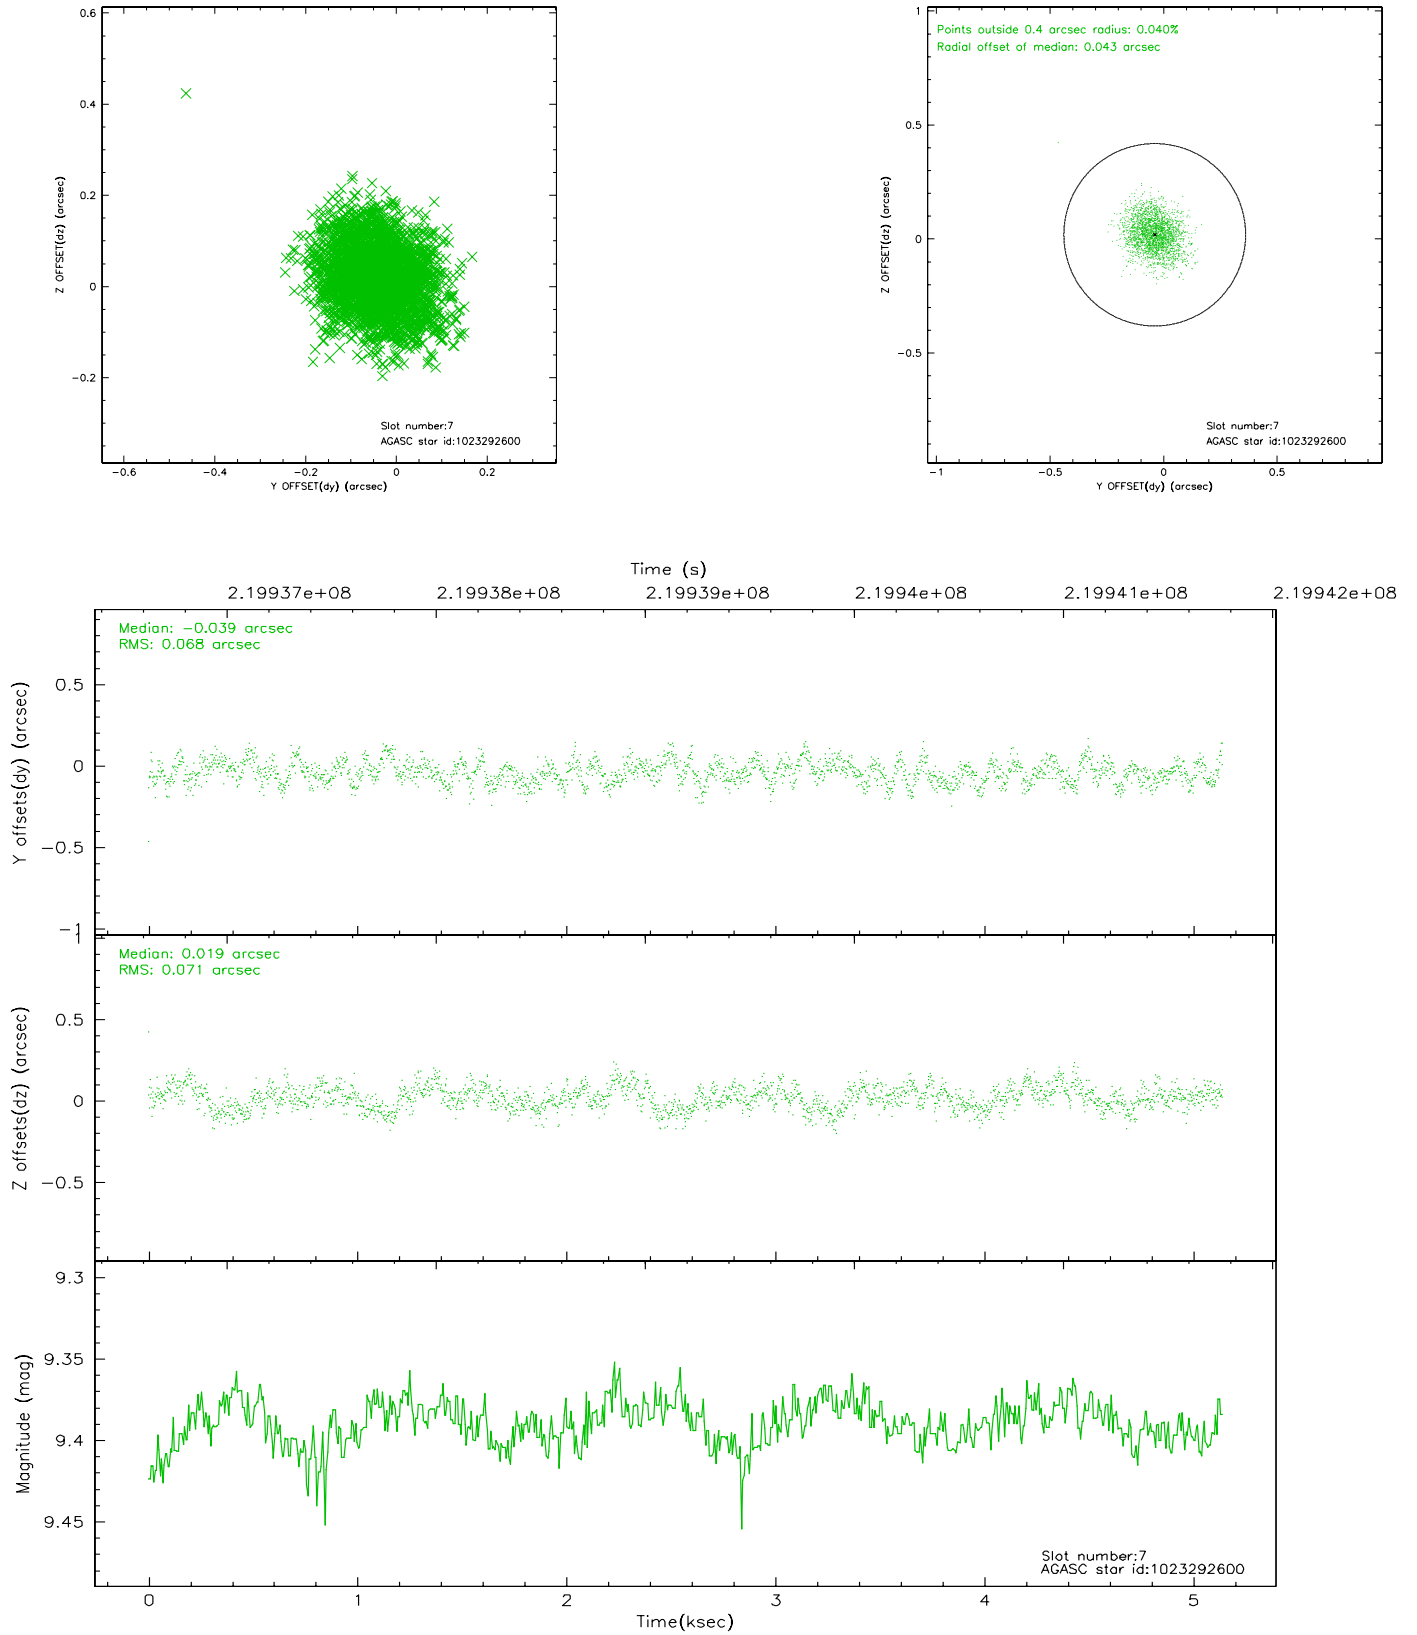 0.6
0.4
0.2
0
−0.2
Z OFFSET(dz) (arcsec)
Slot number:7
AGASC star id:1023292600
−0.6 −0.4 −0.2 0 0.2
Y OFFSET(dy) (arcsec)
Points outside 0.4 arcsec radius: 0.040%
Radial offset of median: 0.043 arcsec
1
0.5
0
−0.5
Z OFFSET(dz) (arcsec)
Slot number:7
AGASC star id:1023292600
−1 −0.5 0 0.5
Y OFFSET(dy) (arcsec)
Time (s)
2.19937e+08 2.19938e+08 2.19939e+08 2.1994e+08 2.19941e+08 2.19942e+08
Median: −0.039 arcsec
RMS: 0.068 arcsec
0.5
0
−0.5
−1
Y offsets(dy) (arcsec)
Median: 0.019 arcsec
RMS: 0.071 arcsec
1
0.5
0
−0.5
Z offsets(dz) (arcsec)
9.3
9.35
9.4
9.45
Magnitude (mag)
Slot number:7
AGASC star id:1023292600
0 1 2 3 4 5
Time(ksec)